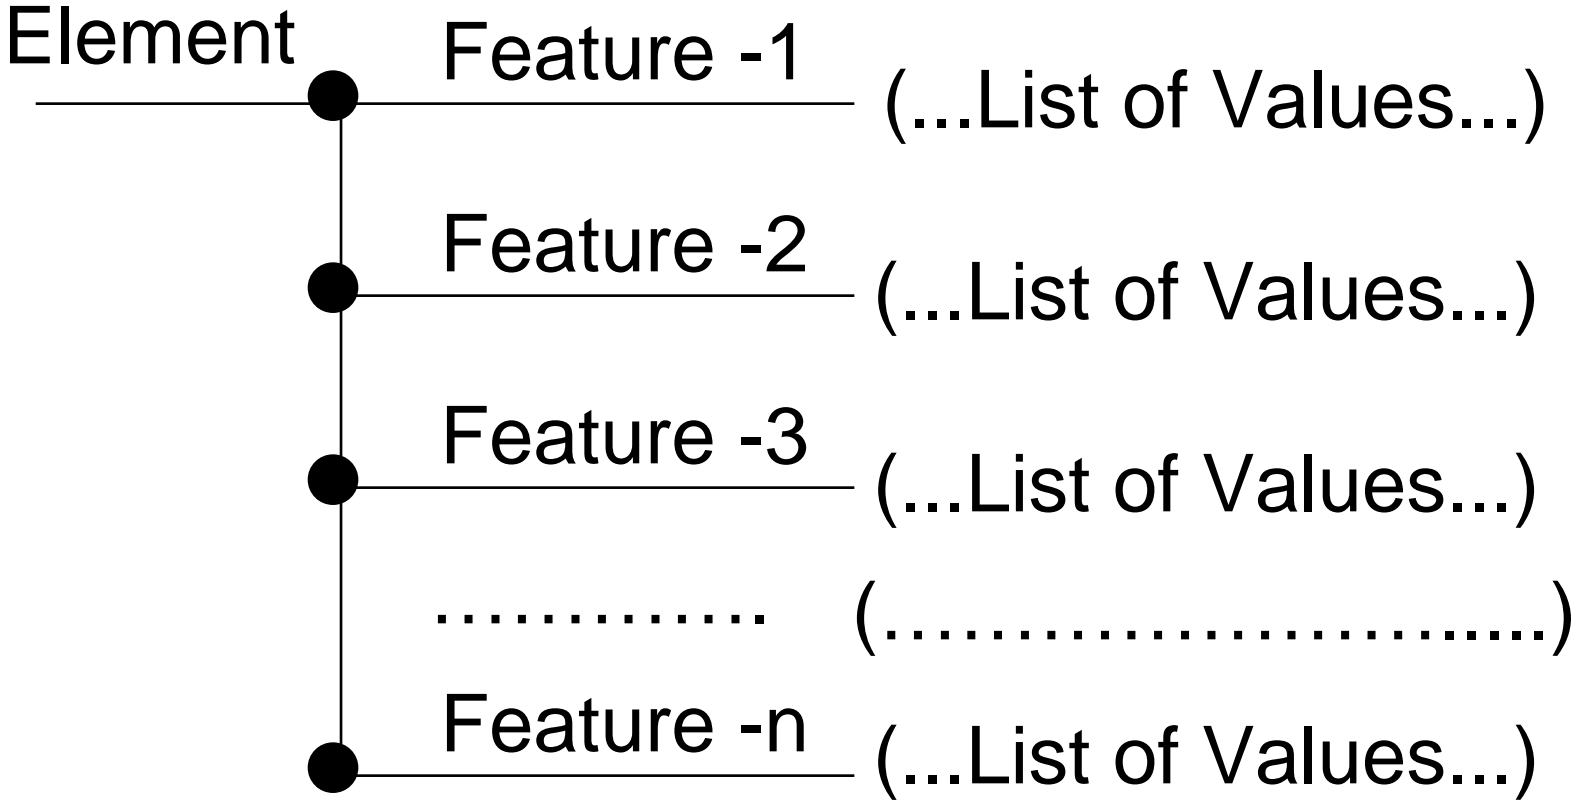 Element
Feature -1 (...List of Values...)
Feature -2 (...List of Values...)
Feature -3 (...List of Values...)
............. (..........................)
Feature -n (...List of Values...)